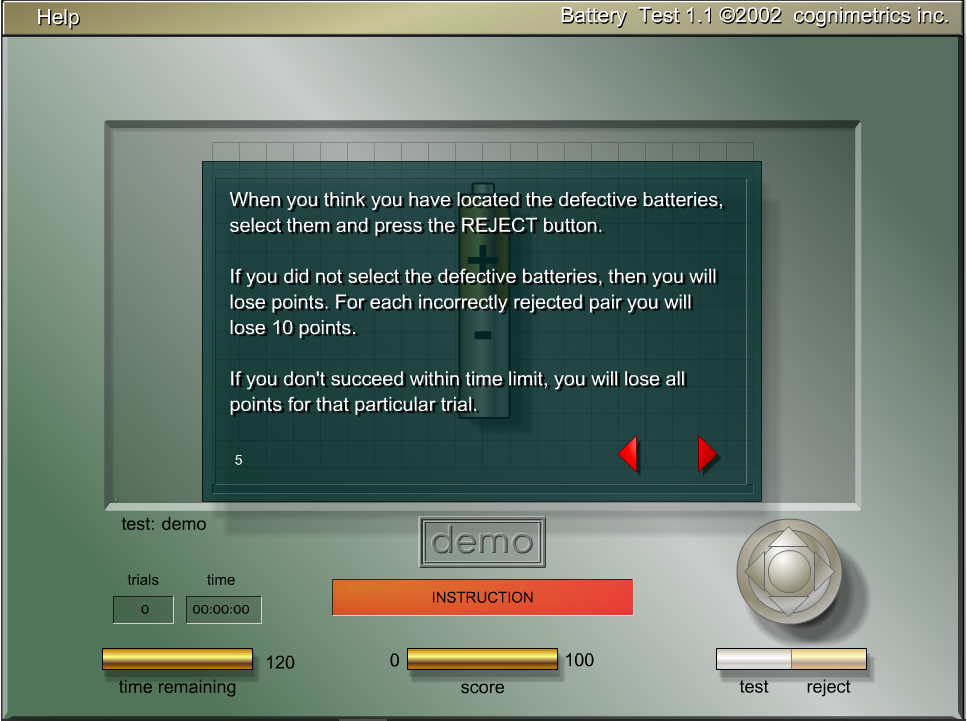 Help
Battery Test 1.1 ©2002 cognimetrics inc.
When you think you have located the defective batteries,
select them and press the REJECT button.
If you did not select the defective batteries, then you will
lose points. For each incorrectly rejected pair you will
lose 10 points.
If you don't succeed within time limit, you will lose all
points for that particular trial.
5
+
-
test: demo
demo
trials
time
0
00:00:00
INSTRUCTION
120
0
100
time remaining
score
test
reject